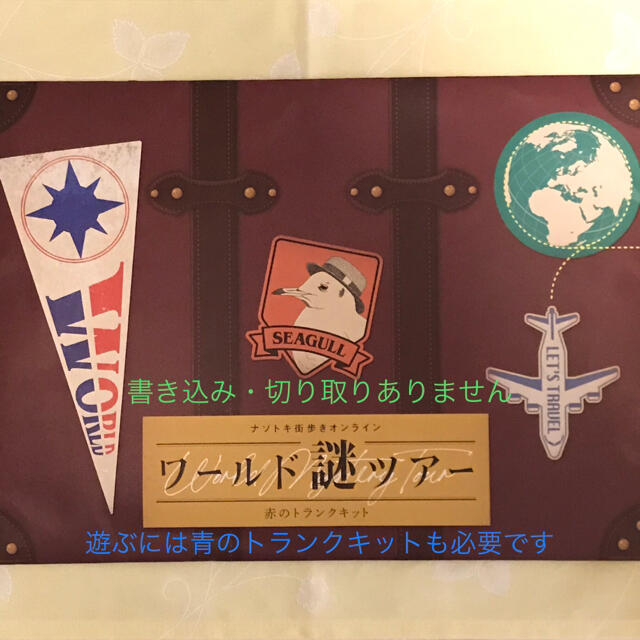 WORLD
SEAGULL
LET'S TRAVEL
書き込み・切り取りありません
ナゾトキ街歩きオンライン
ワールド謎ツアー
World Mystery Tour
赤のトランクキット
遊ぶには青のトランクキットも必要です